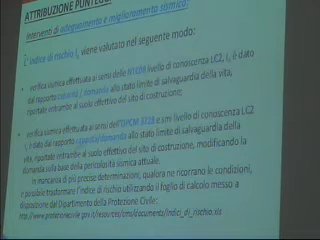 ATTRIBUZIONE PUNTEGG
Interventi di adeguamento e miglioramento sismico:
L'indice di rischio Iᵣ viene valutato nel seguente modo:
• verifica sismica effettuata ai sensi delle NTC08 livello di conoscenza LC2, Iᵣ è dato
dal rapporto capacità / domanda allo stato limite di salvaguardia della vita,
riportate entrambe al suolo effettivo del sito di costruzione;
• verifica sismica effettuata ai sensi dell'OPCM 3728 e smi livello di conoscenza LC2
è dato dal rapporto capacità/domanda allo stato limite di salvaguardia della
vita, riportate entrambe al suolo effettivo del sito di costruzione, modificando la
domanda sulla base della pericolosità sismica attuale.
In mancanza di più precise determinazioni, qualora ne ricorrano le condizioni,
è possibile trasformare l'indice di rischio utilizzando il foglio di calcolo messo a
disposizione dal Dipartimento della Protezione Civile:
http://www.protezionecivile.gov.it/resources/cms/documents/Indici_di_rischio.xls